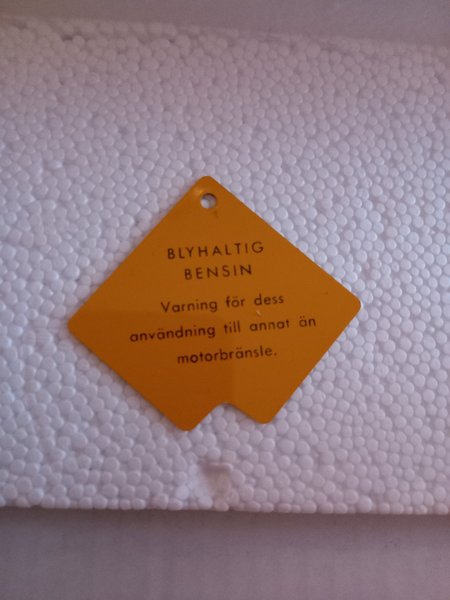 BLYHALTIG
BENSIN
Varning för dess
användning till annat än
motorbränsle.